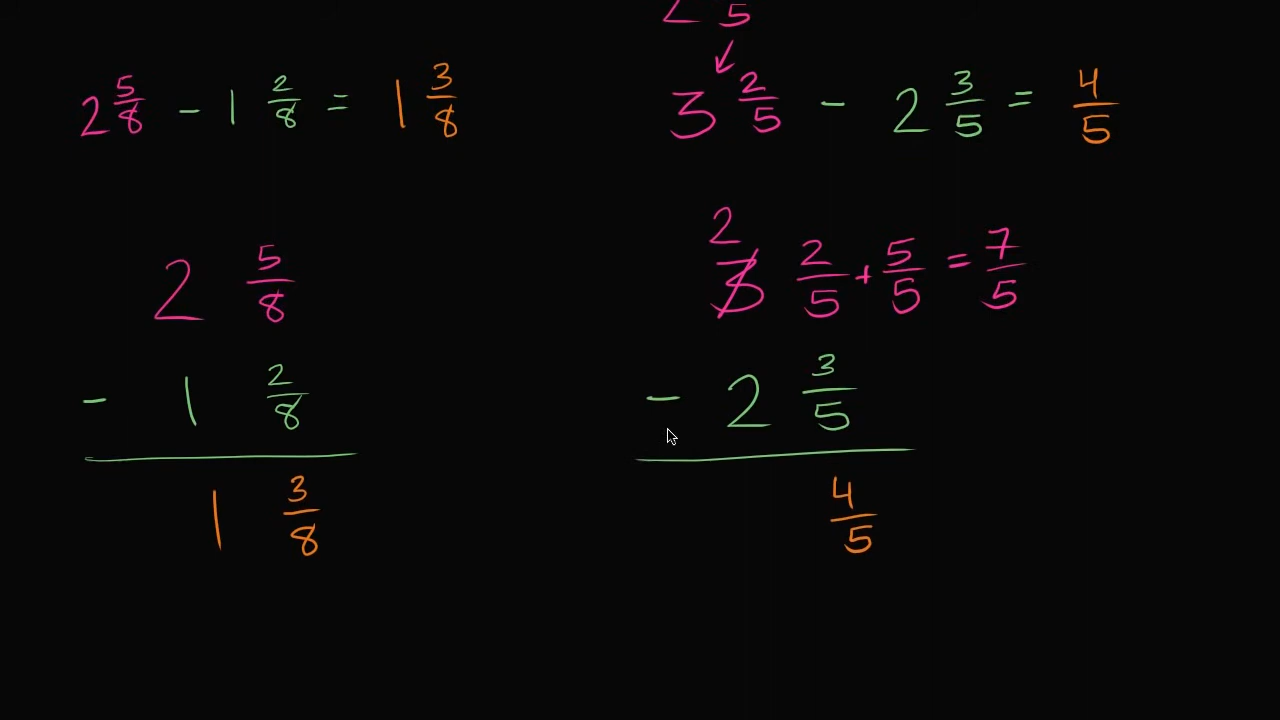 2 5
2 5/8 - 1 2/8 = 1 3/8
3 2/5 - 2 3/5 = 4/5
2 5/8
- 1 2/8
1 3/8
2
3 2/5 + 5/5 = 7/5
- 2 3/5
4/5